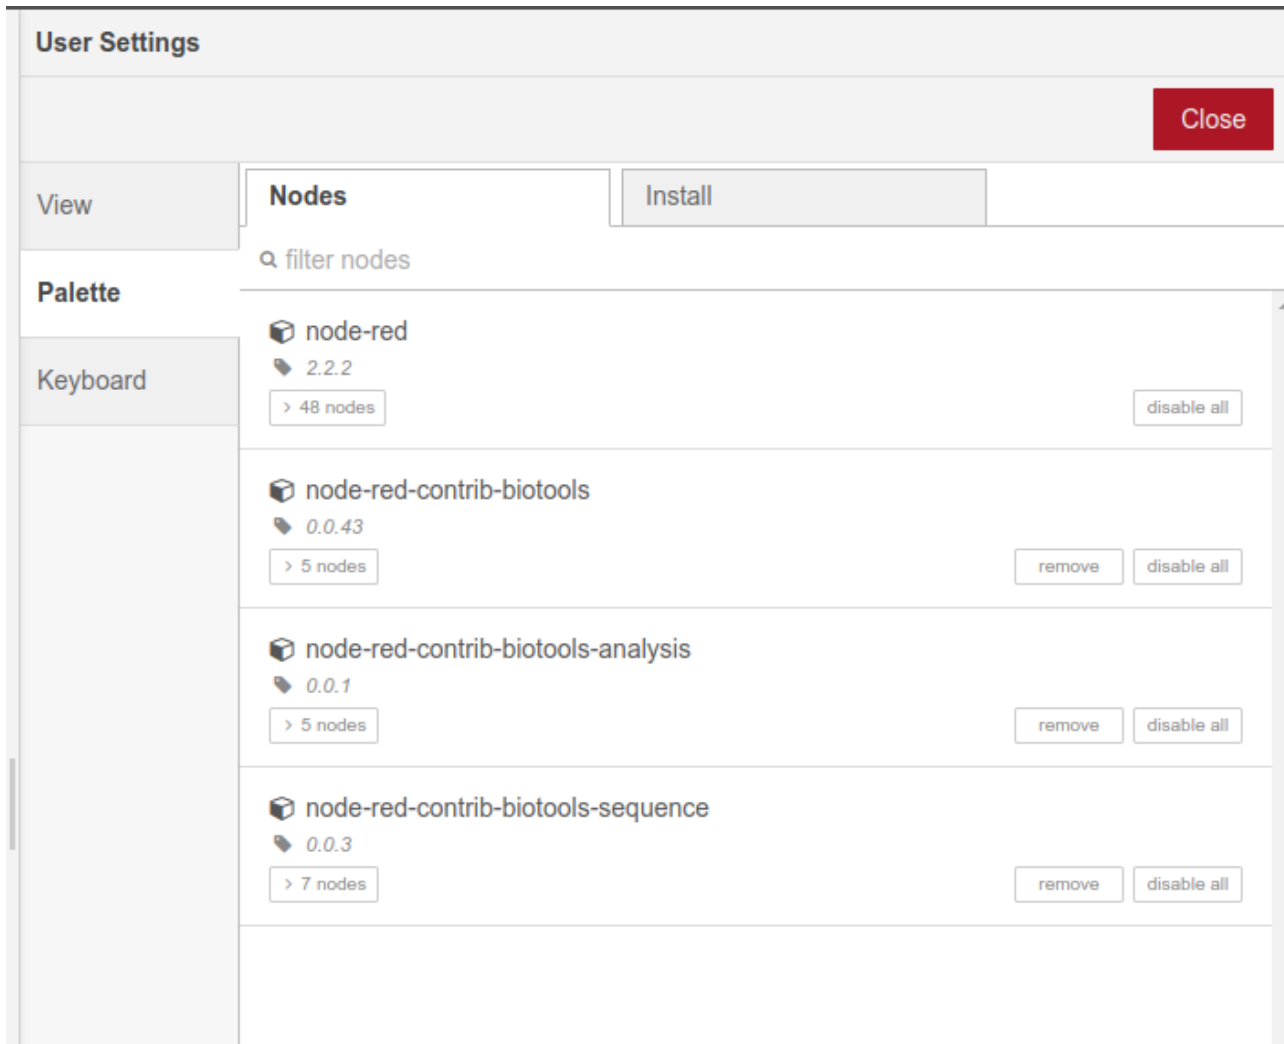 User Settings
Close
View
Palette
Keyboard
Nodes
Install
filter nodes
node-red
2.2.2
> 48 nodes
disable all
node-red-contrib-biotools
0.0.43
> 5 nodes
remove
disable all
node-red-contrib-biotools-analysis
0.0.1
> 5 nodes
remove
disable all
node-red-contrib-biotools-sequence
0.0.3
> 7 nodes
remove
disable all